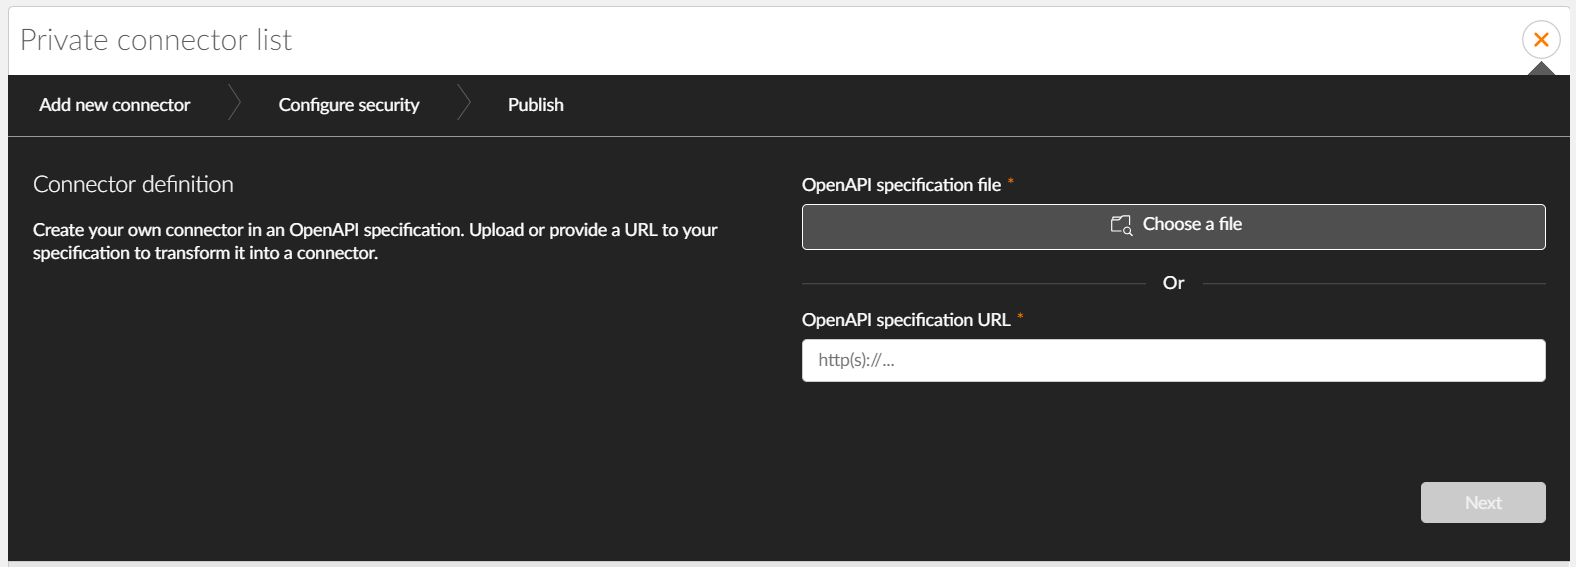 Private connector list
Add new connector
Configure security
Publish
Connector definition
Create your own connector in an OpenAPI specification. Upload or provide a URL to your
specification to transform it into a connector.
OpenAPI specification file *
Choose a file
Or
OpenAPI specification URL *
http(s)://...
Next